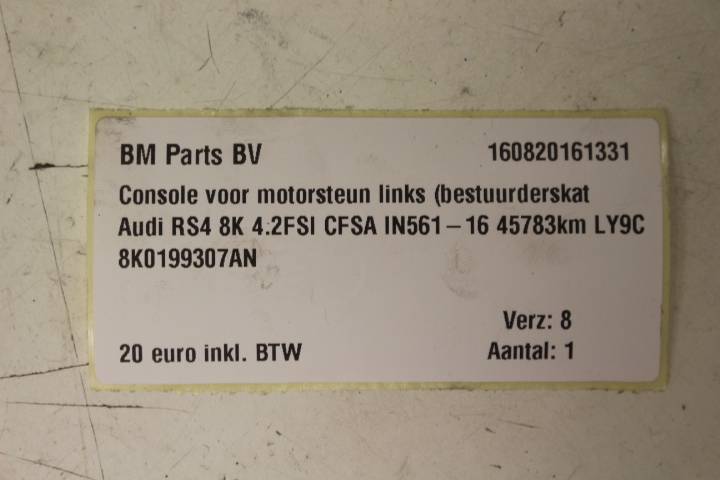 BM Parts BV 160820161331
Console voor motorsteun links (bestuurderskat
Audi RS4 8K 4.2FSI CFSA IN561-16 45783km LY9C
8K0199307AN
Verz: 8
20 euro inkl. BTW Aantal: 1